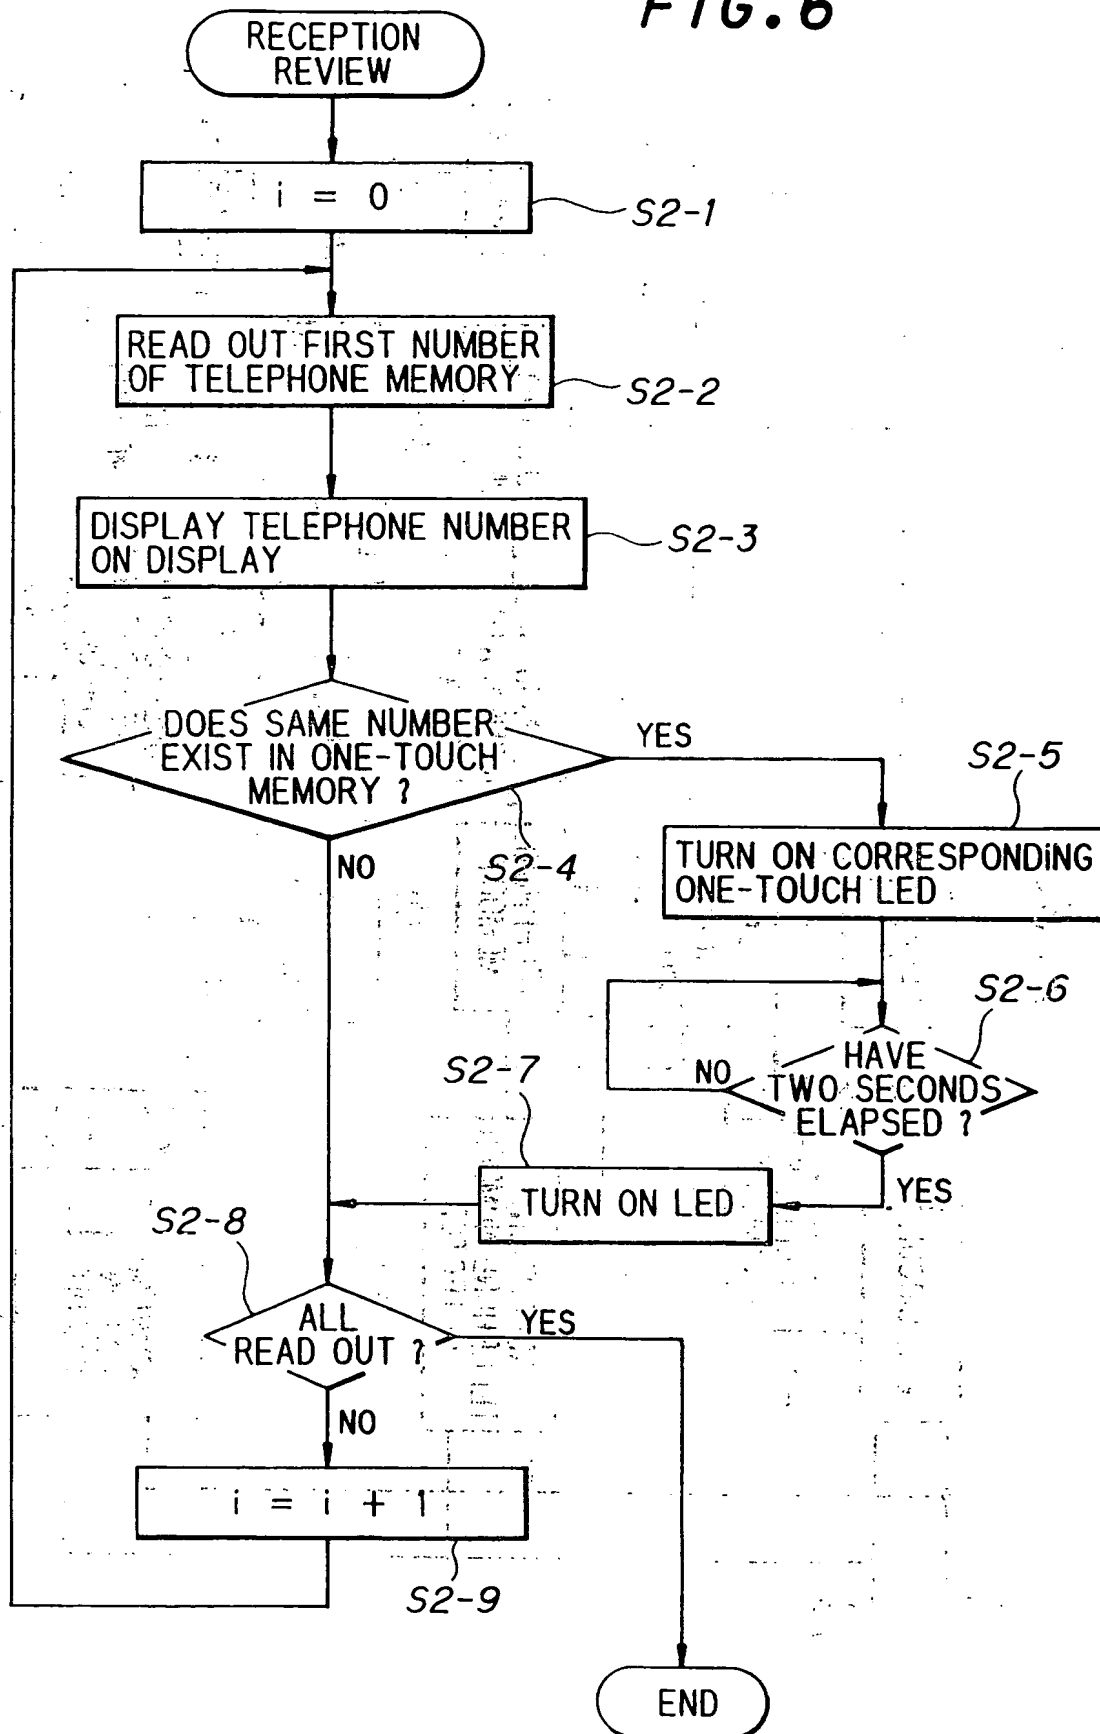 FIG. 6
RECEPTION
REVIEW
i = 0
S2-1
READ OUT FIRST NUMBER
OF TELEPHONE MEMORY
S2-2
DISPLAY TELEPHONE NUMBER
ON DISPLAY
S2-3
DOES SAME NUMBER
EXIST IN ONE-TOUCH
MEMORY ?
YES
NO
S2-4
S2-5
TURN ON CORRESPONDING
ONE-TOUCH LED
S2-6
HAVE
TWO SECONDS
ELAPSED ?
NO
YES
S2-7
TURN ON LED
S2-8
ALL
READ OUT ?
YES
NO
i = i + 1
S2-9
END